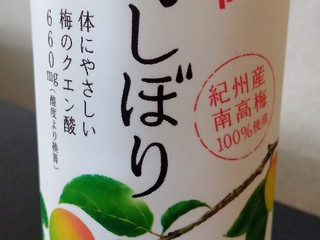 しぼり
体にやさしい
梅のクエン酸
660mg(酸度より換算)
紀州産
南高梅
100%使用